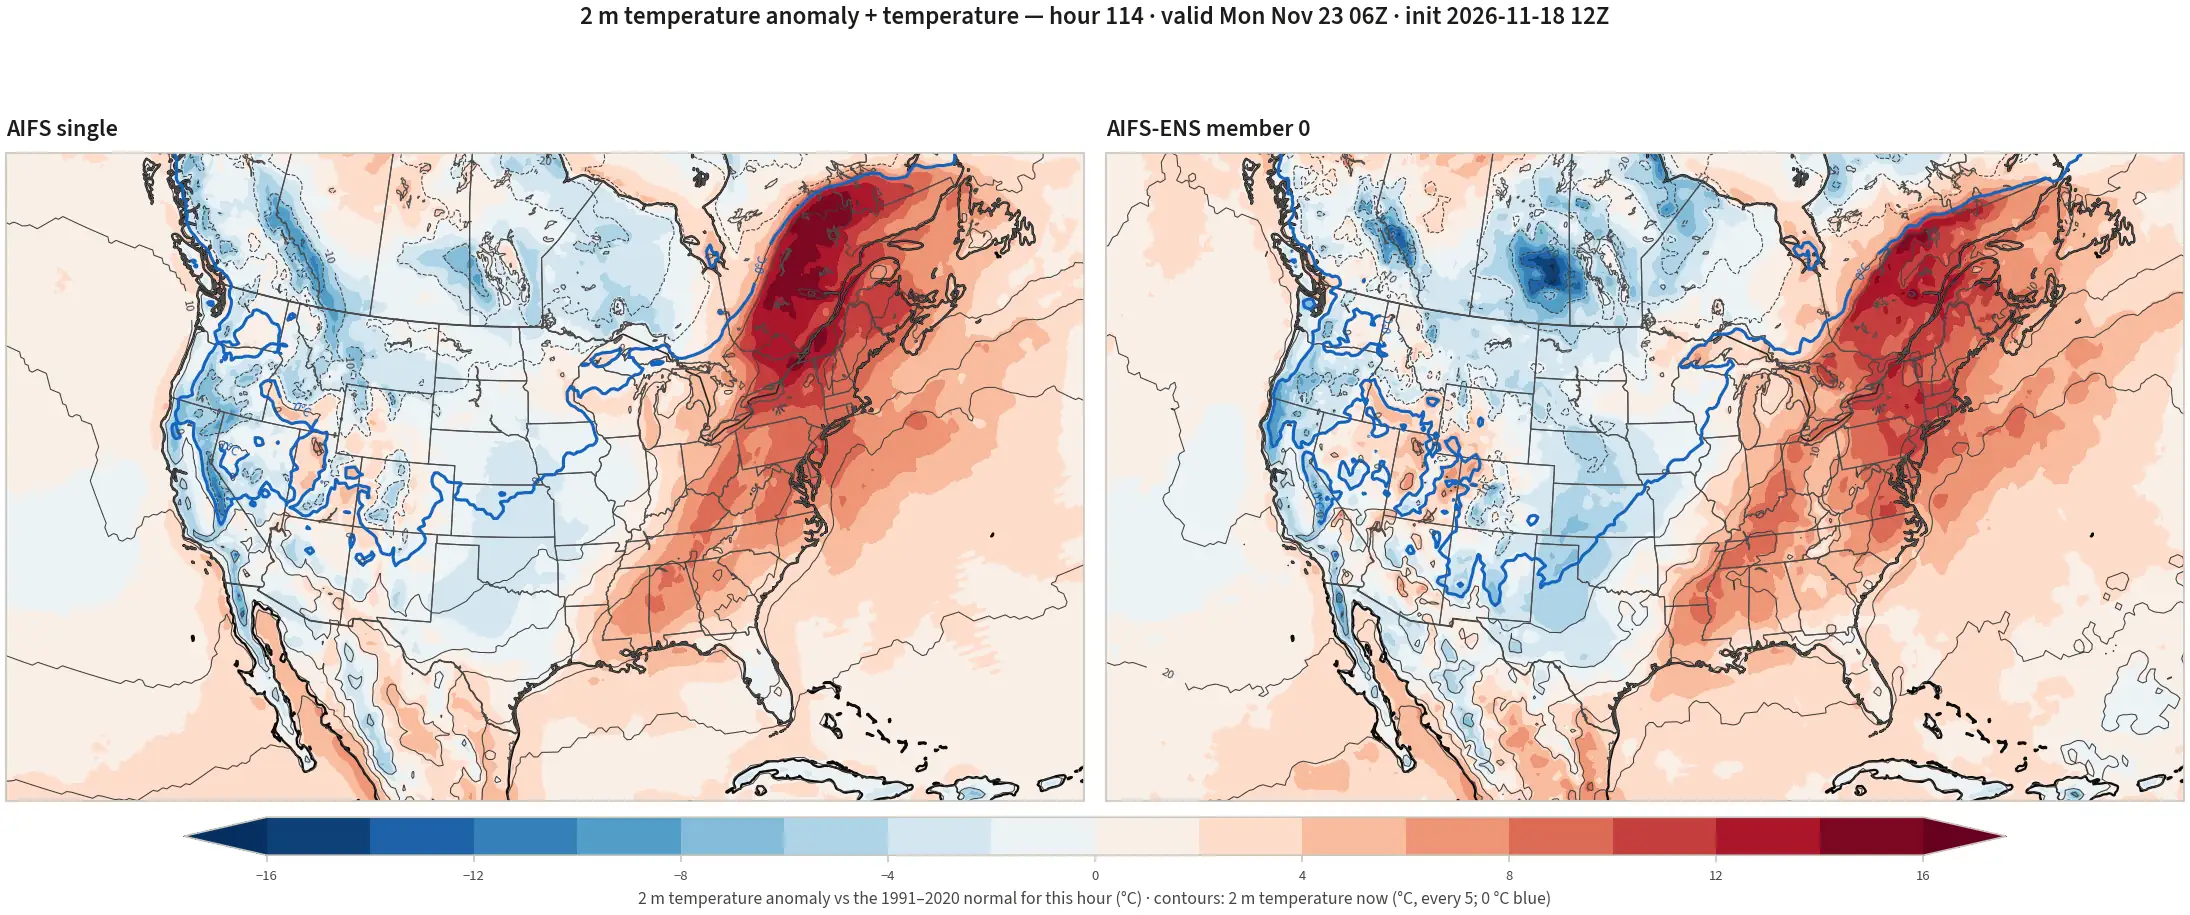 2 m temperature anomaly + temperature — hour 114 · valid Mon Nov 23 06Z · init 2026-11-18 12Z
AIFS single
AIFS-ENS member 0
−16 −12 −8 −4 0 4 8 12 16
2 m temperature anomaly vs the 1991–2020 normal for this hour (°C) · contours: 2 m temperature now (°C, every 5; 0 °C blue)